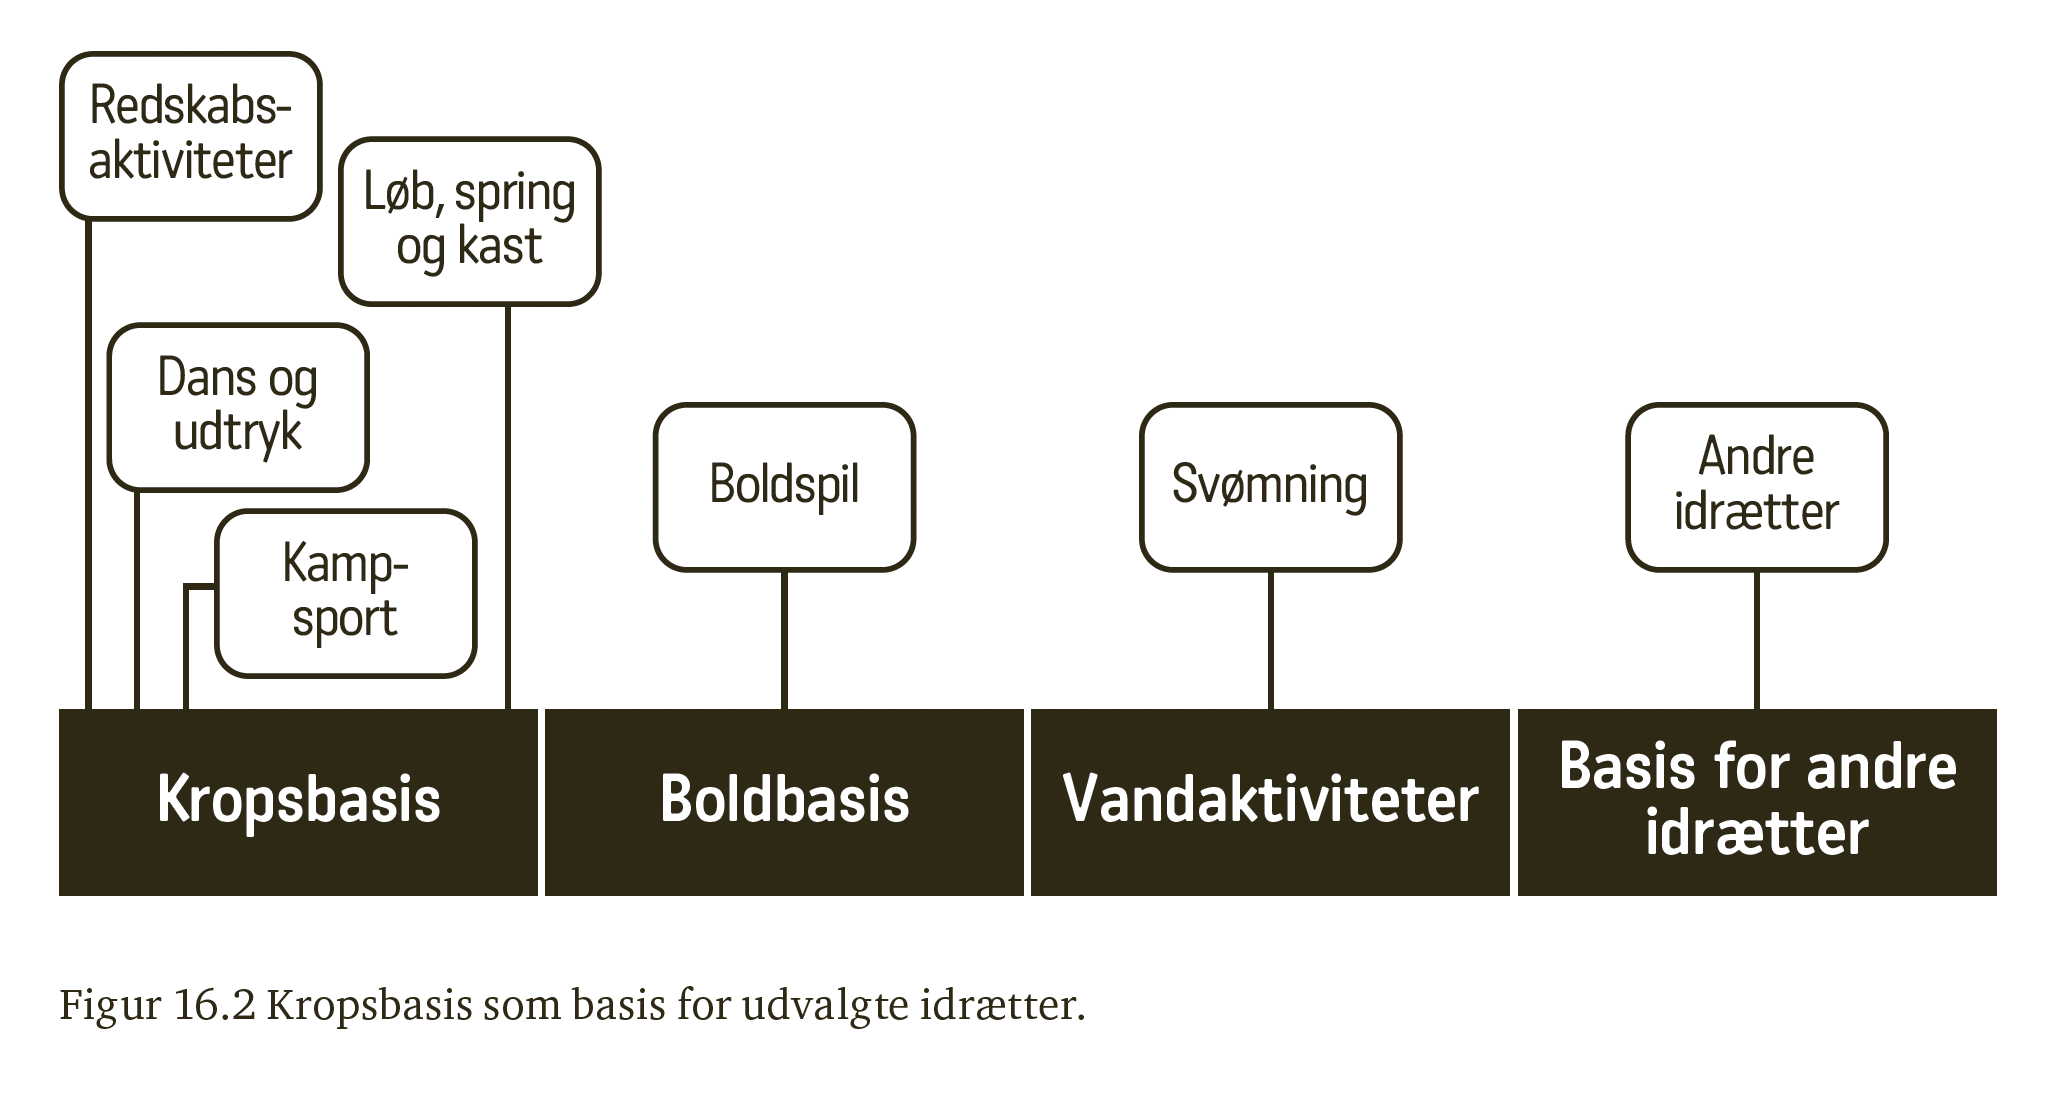 Redskabs-
aktiviteter
Løb, spring
og kast
Dans og
udtryk
Kamp-
sport
Boldspil
Svømning
Andre
idrætter
Kropsbasis
Boldbasis
Vandaktiviteter
Basis for andre
idrætter
Figur 16.2 Kropsbasis som basis for udvalgte idrætter.